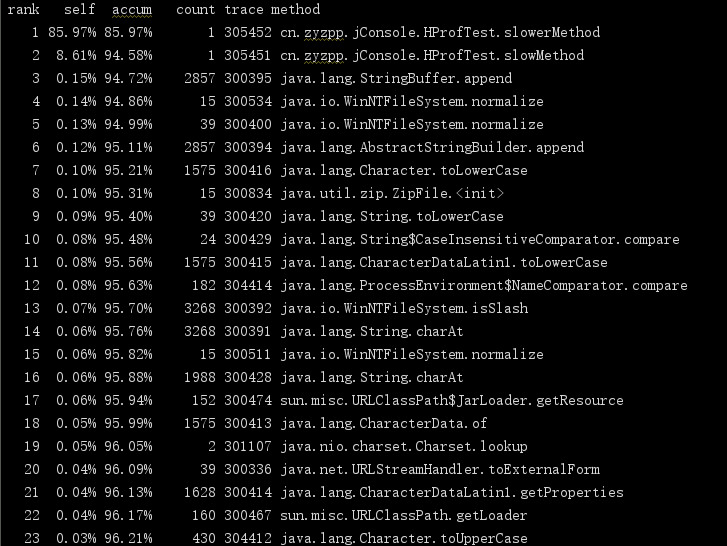 rank self accum count trace method
1 85.97% 85.97% 1 305452 cn.zyzpp.jConsole.HProfTest.slowerMethod
2 8.61% 94.58% 1 305451 cn.zyzpp.jConsole.HProfTest.slowMethod
3 0.15% 94.72% 2857 300395 java.lang.StringBuffer.append
4 0.14% 94.86% 15 300534 java.io.WinNTFileSystem.normalize
5 0.13% 94.99% 39 300400 java.io.WinNTFileSystem.normalize
6 0.12% 95.11% 2857 300394 java.lang.AbstractStringBuilder.append
7 0.10% 95.21% 1575 300416 java.lang.Character.toLowerCase
8 0.10% 95.31% 15 300834 java.util.zip.ZipFile.<init>
9 0.09% 95.40% 39 300420 java.lang.String.toLowerCase
10 0.08% 95.48% 24 300429 java.lang.String$CaseInsensitiveComparator.compare
11 0.08% 95.56% 1575 300415 java.lang.CharacterDataLatin1.toLowerCase
12 0.08% 95.63% 182 304414 java.lang.ProcessEnvironment$NameComparator.compare
13 0.07% 95.70% 3268 300392 java.io.WinNTFileSystem.isSlash
14 0.06% 95.76% 3268 300391 java.lang.String.charAt
15 0.06% 95.82% 15 300511 java.io.WinNTFileSystem.normalize
16 0.06% 95.88% 1988 300428 java.lang.String.charAt
17 0.06% 95.94% 152 300474 sun.misc.URLClassPath$JarLoader.getResource
18 0.05% 95.99% 1575 300413 java.lang.CharacterData.of
19 0.05% 96.05% 2 301107 java.nio.charset.Charset.lookup
20 0.04% 96.09% 39 300336 java.net.URLStreamHandler.toExternalForm
21 0.04% 96.13% 1628 300414 java.lang.CharacterDataLatin1.getProperties
22 0.04% 96.17% 160 300467 sun.misc.URLClassPath.getLoader
23 0.03% 96.21% 430 304412 java.lang.Character.toUpperCase